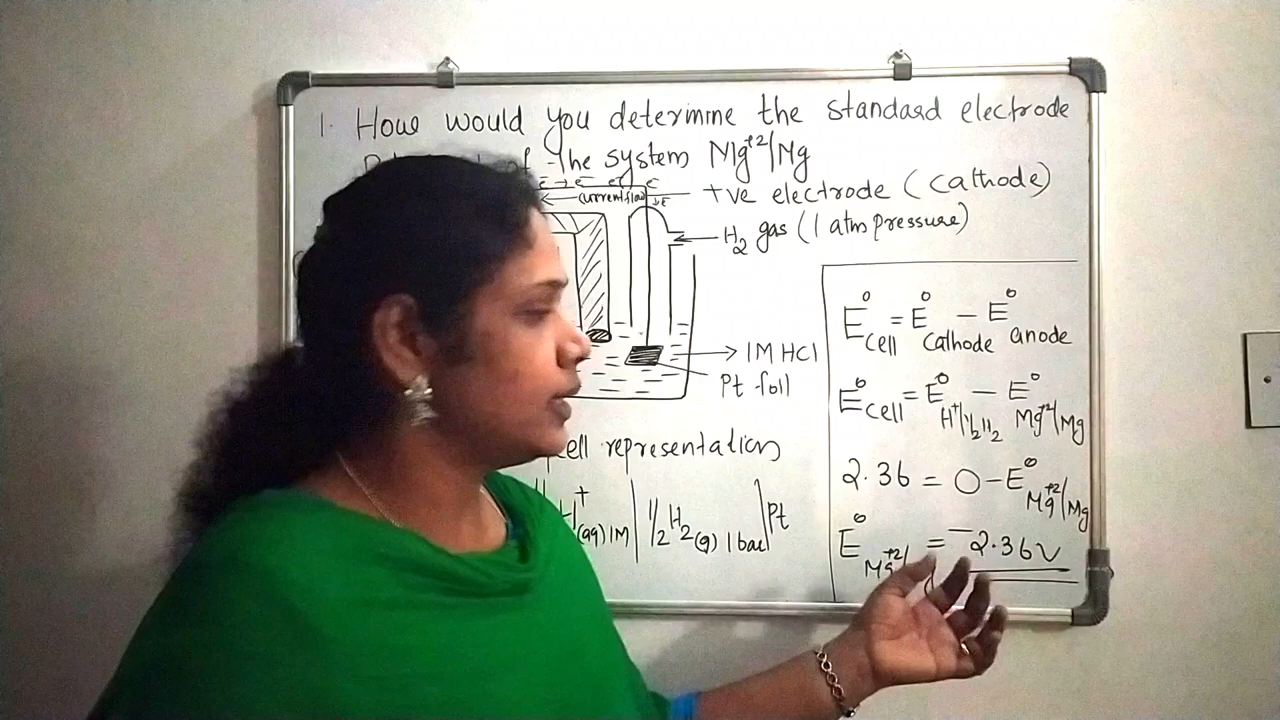 1. How would you determine the standard electrode
of the system Mg+2/Mg
e- → e- e-
← current flow
+ve electrode (cathode)
← H2 gas (1 atm pressure)
→ 1M HCl
Pt foil
cell representation
H+(aq) 1M | 1/2 H2 (g) 1 bar | Pt
E°cell = E°cathode - E°anode
E°cell = E°H+/1/2H2 - E°Mg+2/Mg
2.36 = 0 - E°Mg+2/Mg
E°Mg+2/ = -2.36V